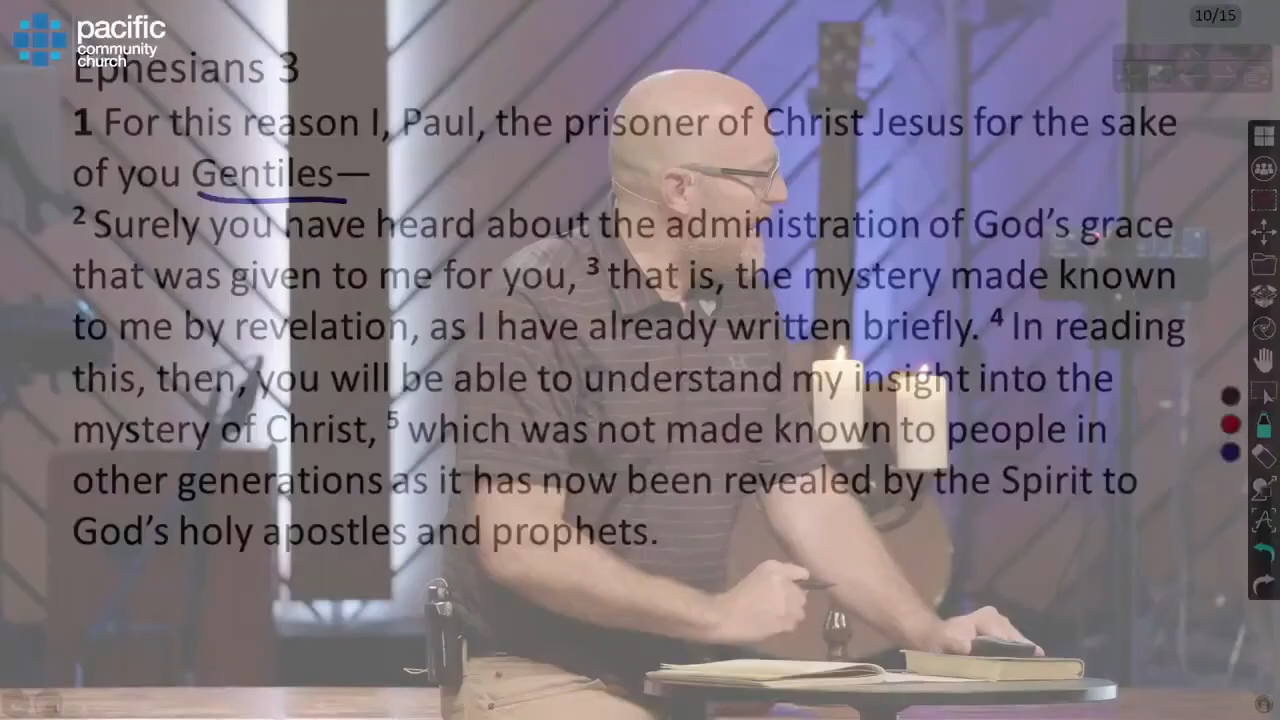 pacific
community
church
10/15
Ephesians 3
1 For this reason I, Paul, the prisoner of Christ Jesus for the sake
of you Gentiles—
2 Surely you have heard about the administration of God’s grace
that was given to me for you, 3 that is, the mystery made known
to me by revelation, as I have already written briefly. 4 In reading
this, then, you will be able to understand my insight into the
mystery of Christ, 5 which was not made known to people in
other generations as it has now been revealed by the Spirit to
God’s holy apostles and prophets.